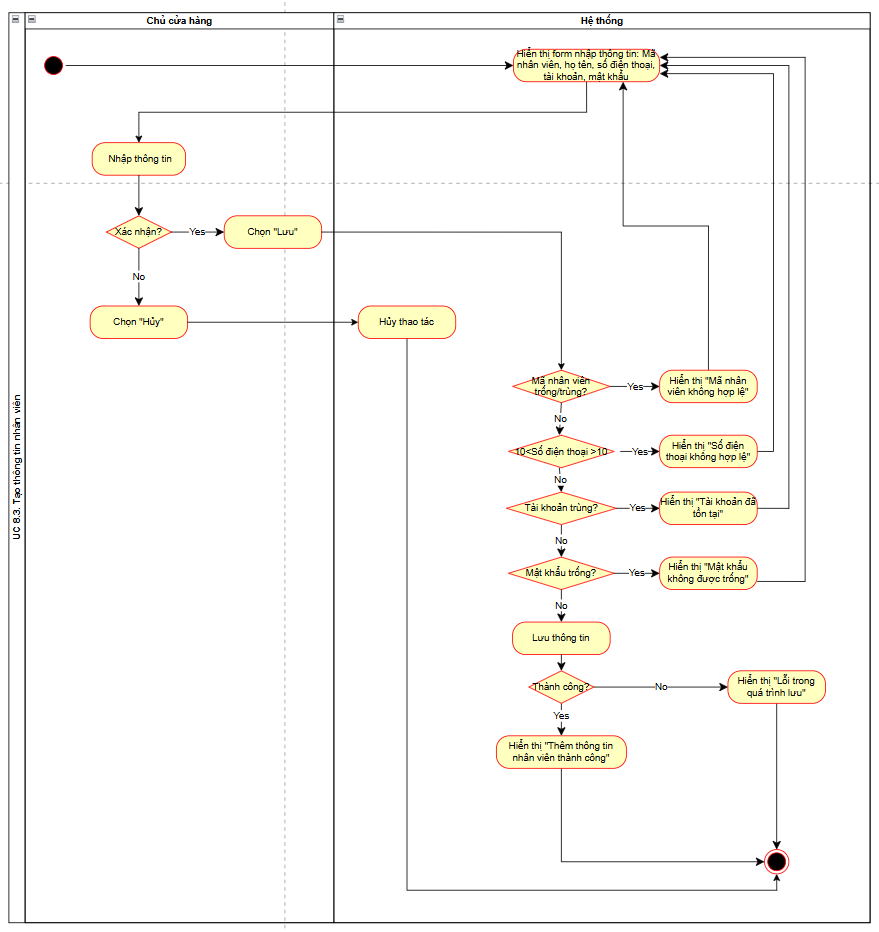 Chủ cửa hàng
Hệ thống
UC 8.3. Tạo thông tin nhân viên
Hiển thị form nhập thông tin: Mã
nhân viên, họ tên, số điện thoại,
tài khoản, mật khẩu
Nhập thông tin
Xác nhận?
Yes
Chọn "Lưu"
No
Chọn "Hủy"
Hủy thao tác
Mã nhân viên
trống/trùng?
Yes
Hiển thị "Mã nhân
viên không hợp lệ"
No
10<Số điện thoại >10
Yes
Hiển thị "Số điện
thoại không hợp lệ"
No
Tài khoản trùng?
Yes
Hiển thị "Tài khoản đã
tồn tại"
No
Mật khẩu trống?
Yes
Hiển thị "Mật khẩu
không được trống"
No
Lưu thông tin
Thành công?
No
Hiển thị "Lỗi trong
quá trình lưu"
Yes
Hiển thị "Thêm thông tin
nhân viên thành công"